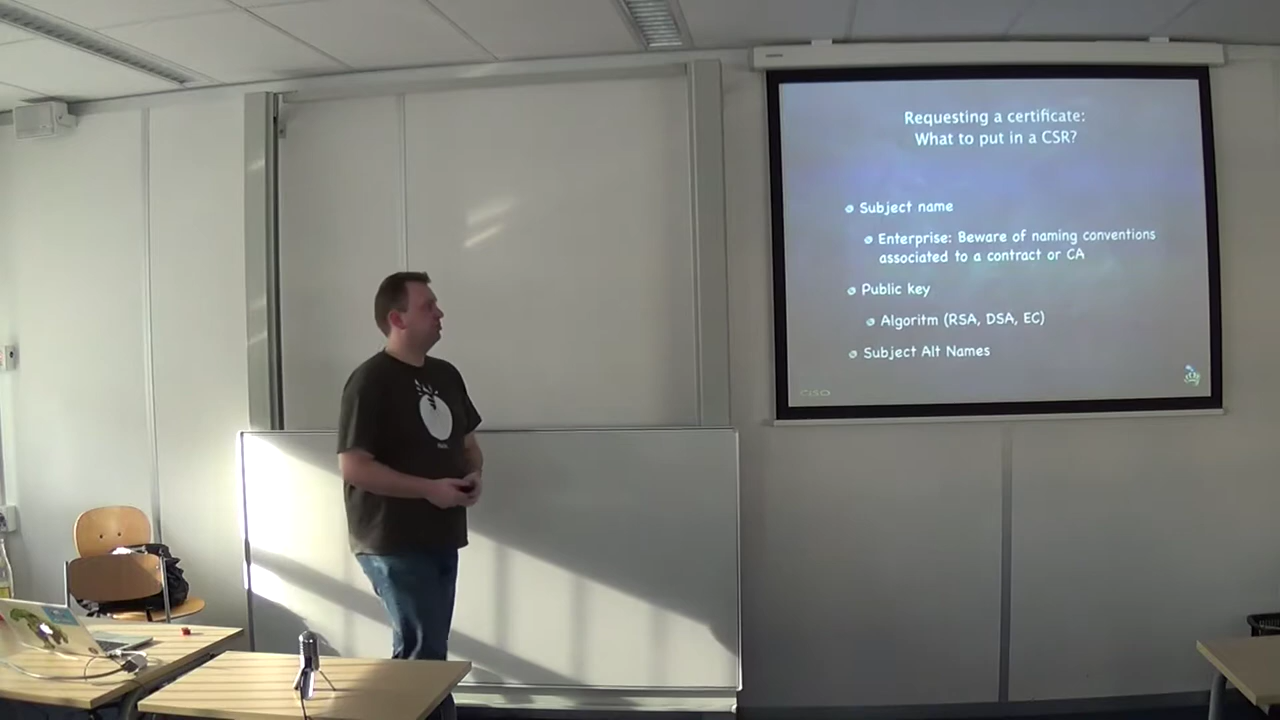 Requesting a certificate:
What to put in a CSR?
Subject name
Enterprise: Beware of naming conventions
associated to a contract or CA
Public key
Algoritm (RSA, DSA, EC)
Subject Alt Names